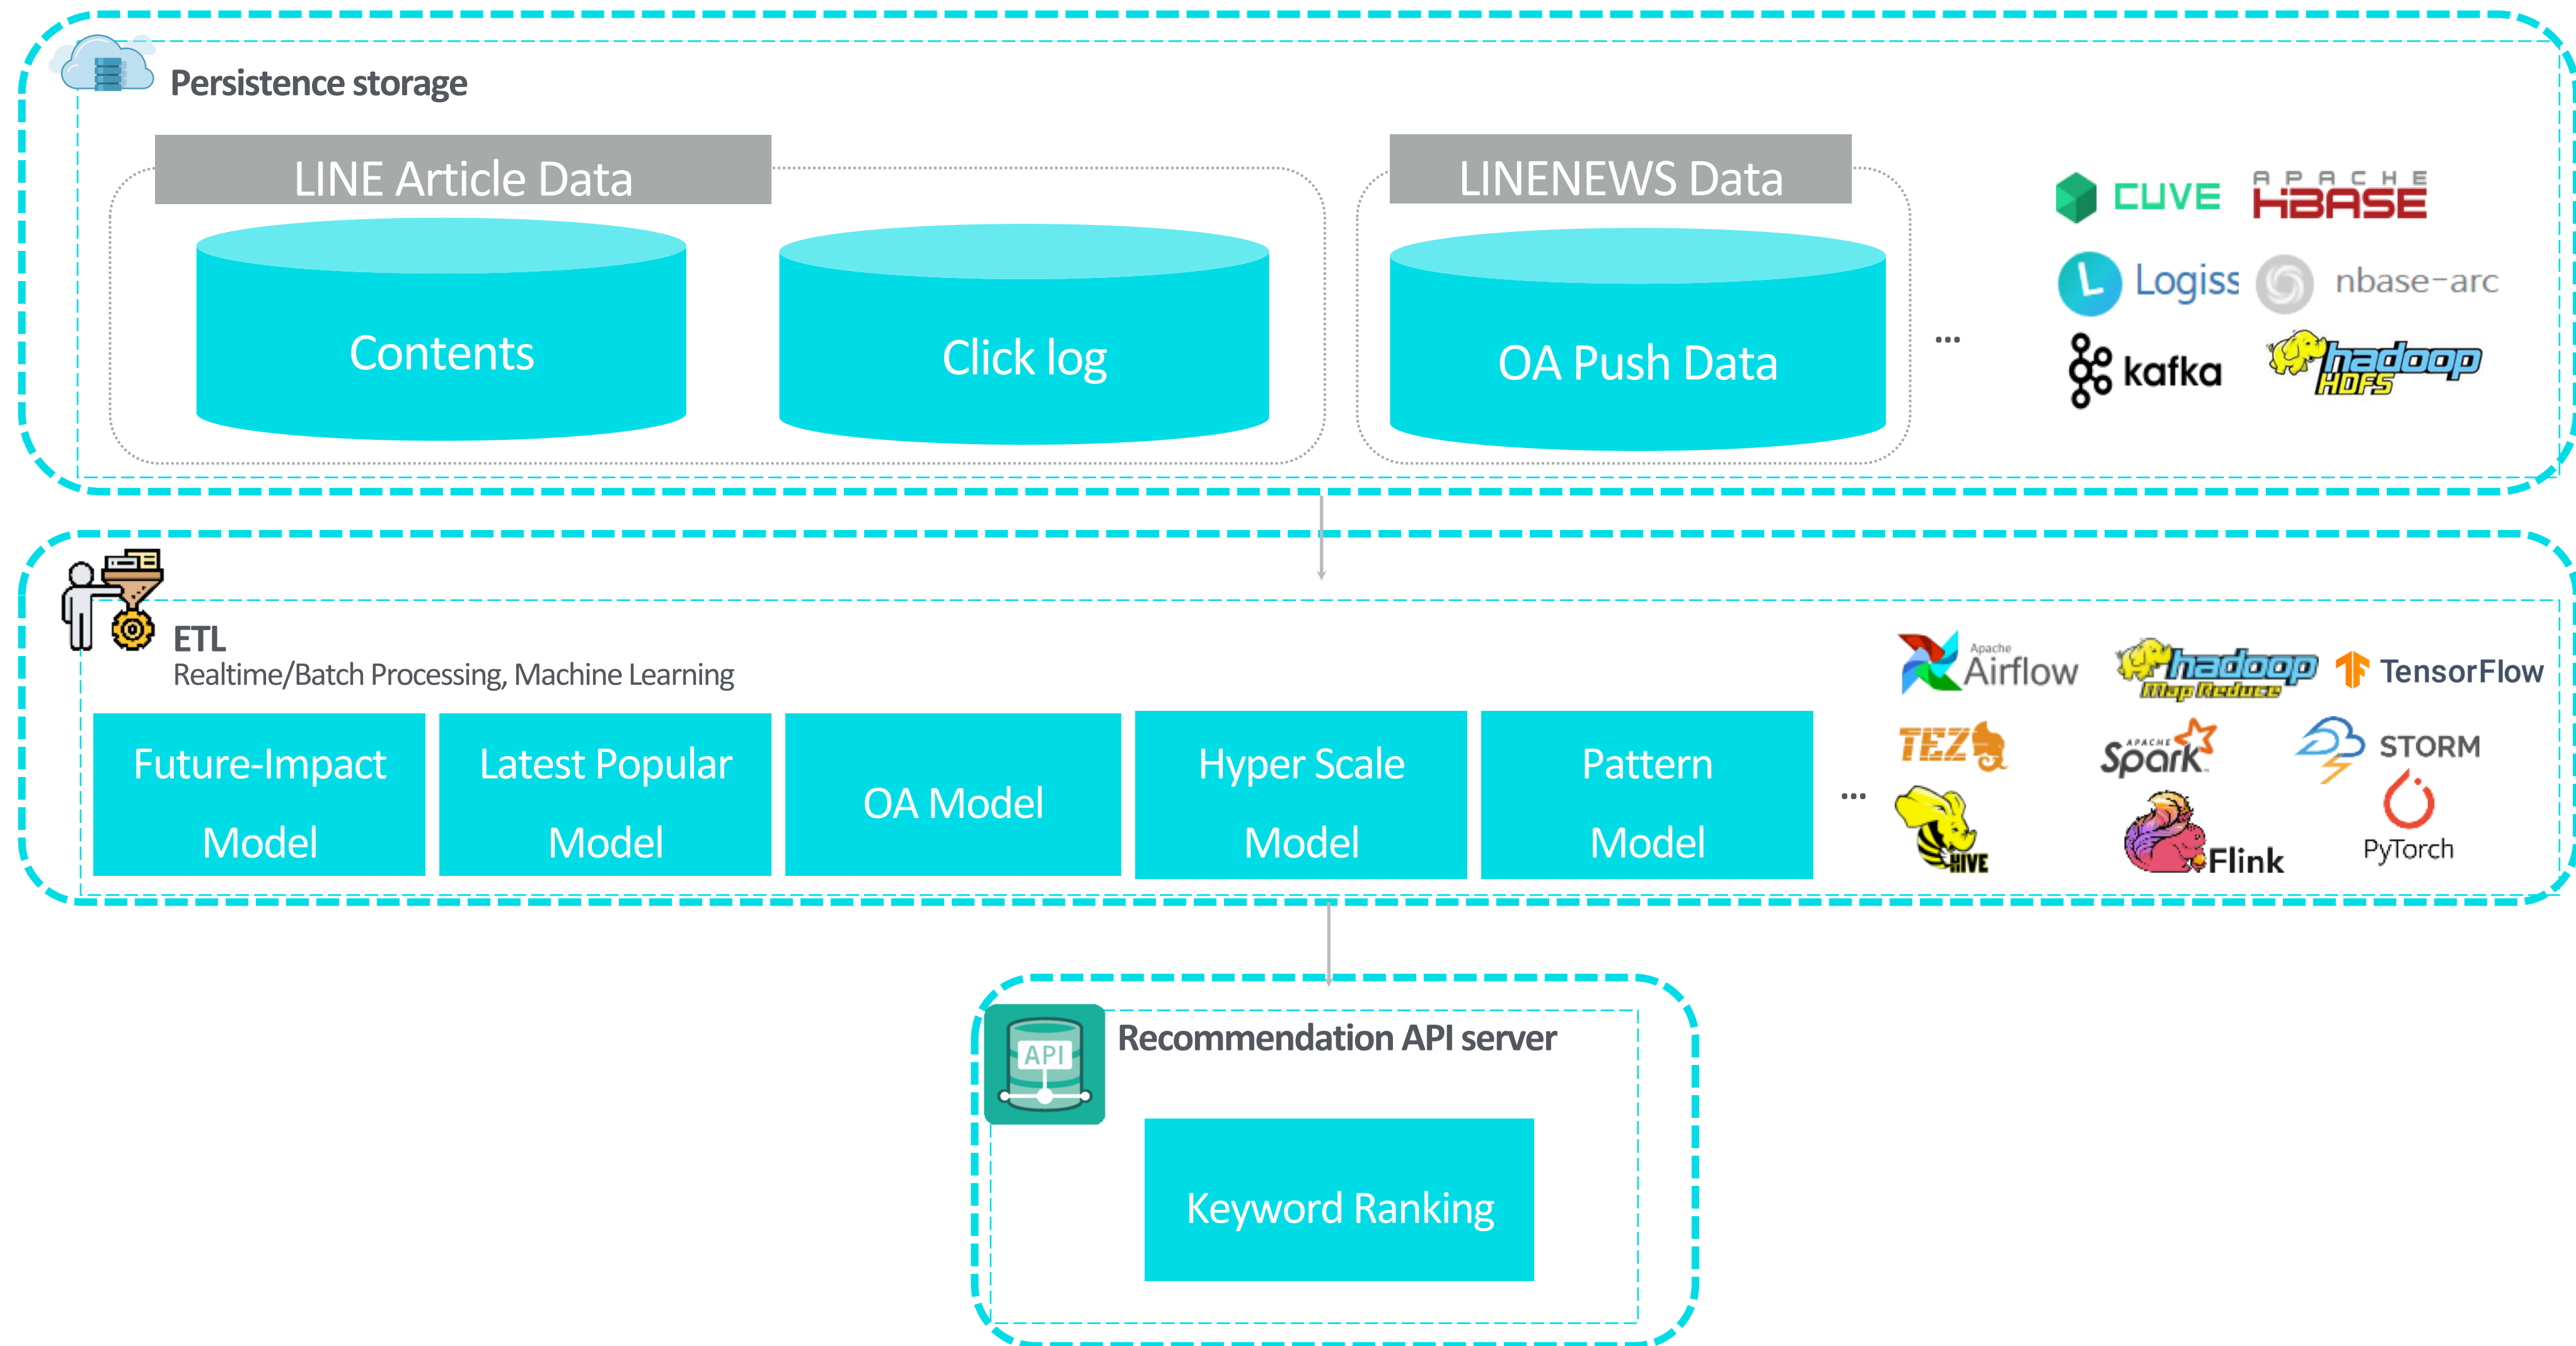 Persistence storage
LINE Article Data
LINENEWS Data
Contents
Click log
OA Push Data
...
CUVE
APACHE
HBASE
L Logiss
nbase-arc
kafka
hadoop
HDFS
ETL
Realtime/Batch Processing, Machine Learning
Future-Impact
Model
Latest Popular
Model
OA Model
Hyper Scale
Model
Pattern
Model
...
Apache
Airflow
hadoop
Map Reduce
TensorFlow
TEZ
APACHE
Spark
STORM
HIVE
Flink
PyTorch
API
Recommendation API server
Keyword Ranking